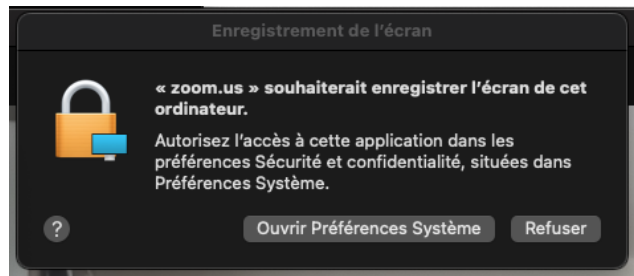 Enregistrement de l'écran
« zoom.us » souhaiterait enregistrer l'écran de cet
ordinateur.
Autorisez l'accès à cette application dans les
préférences Sécurité et confidentialité, situées dans
Préférences Système.
?
Ouvrir Préférences Système
Refuser